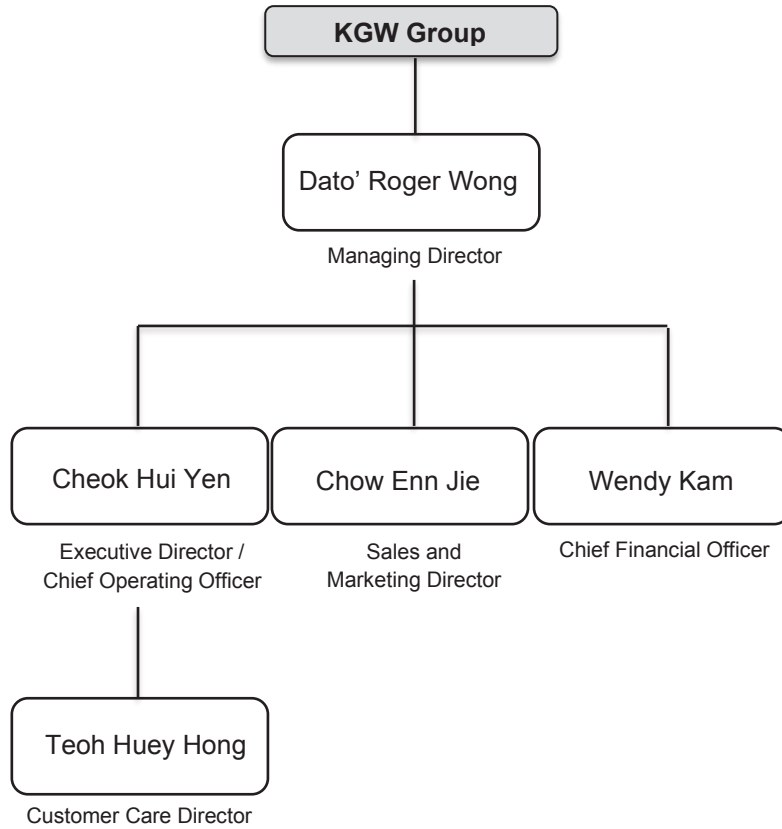 KGW Group
Dato’ Roger Wong
Managing Director
Cheok Hui Yen
Executive Director /
Chief Operating Officer
Chow Enn Jie
Sales and
Marketing Director
Wendy Kam
Chief Financial Officer
Teoh Huey Hong
Customer Care Director